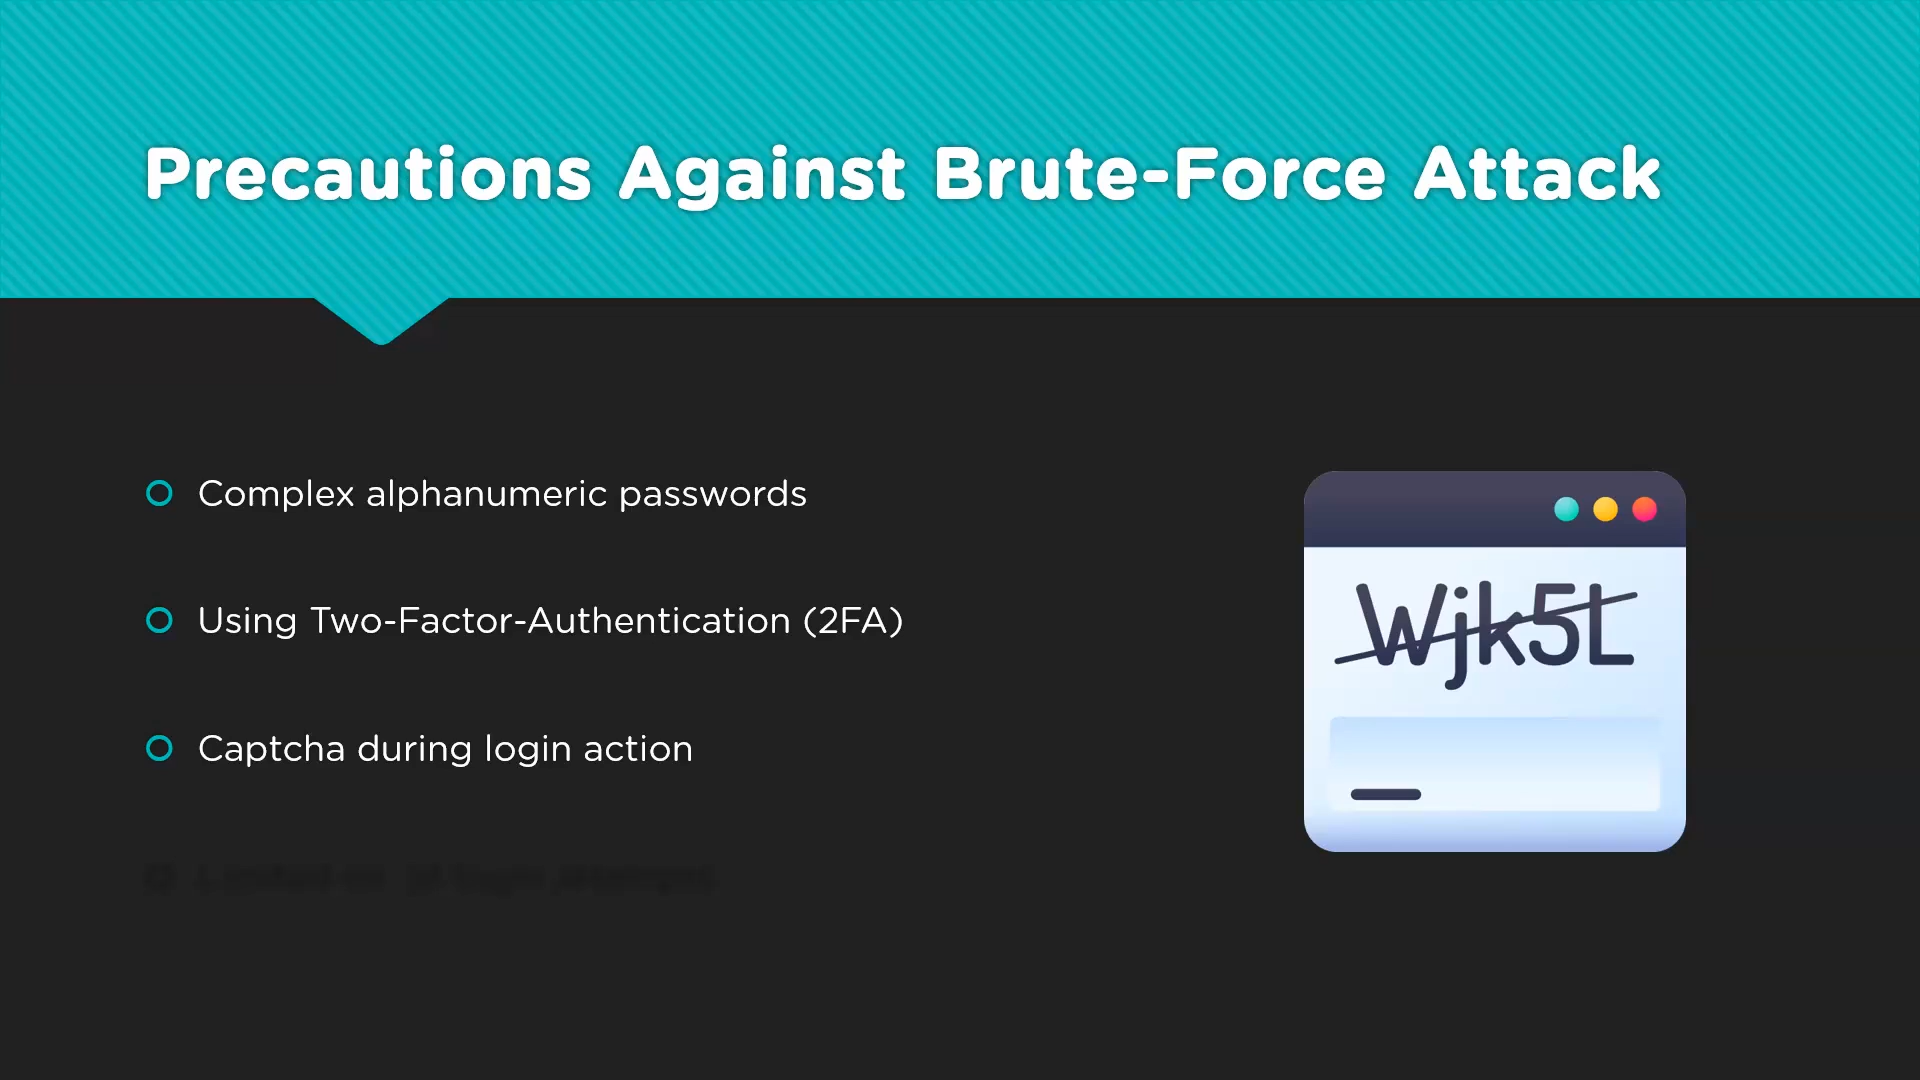 Precautions Against Brute-Force Attack
Complex alphanumeric passwords
Using Two-Factor-Authentication (2FA)
Captcha during login action
Wjk5L